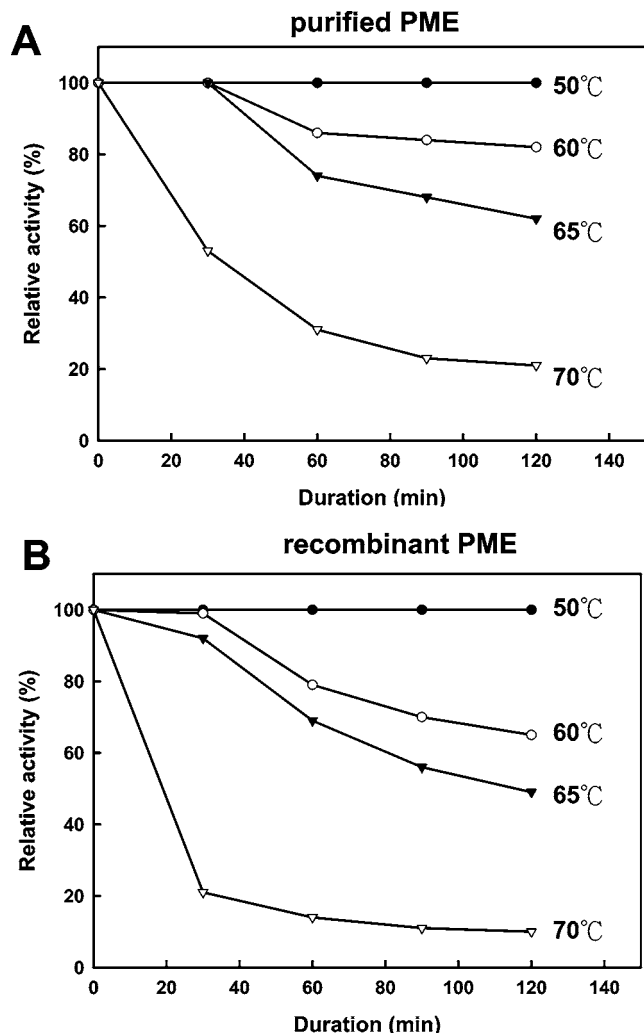 A
purified PME
Relative activity (%)
100
80
60
40
20
0
50℃
60℃
65℃
70℃
0 20 40 60 80 100 120 140
Duration (min)
B
recombinant PME
Relative activity (%)
100
80
60
40
20
0
50℃
60℃
65℃
70℃
0 20 40 60 80 100 120 140
Duration (min)